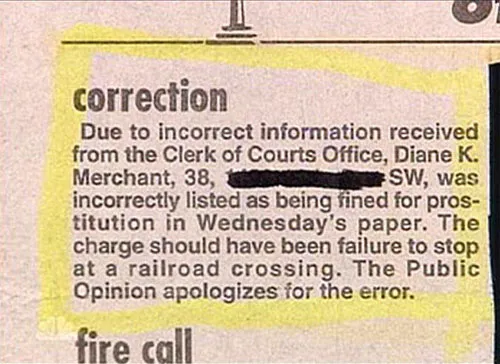 correction
Due to incorrect information received
from the Clerk of Courts Office, Diane K.
Merchant, 38, SW, was
incorrectly listed as being fined for pros-
titution in Wednesday's paper. The
charge should have been failure to stop
at a railroad crossing. The Public
Opinion apologizes for the error.
fire call